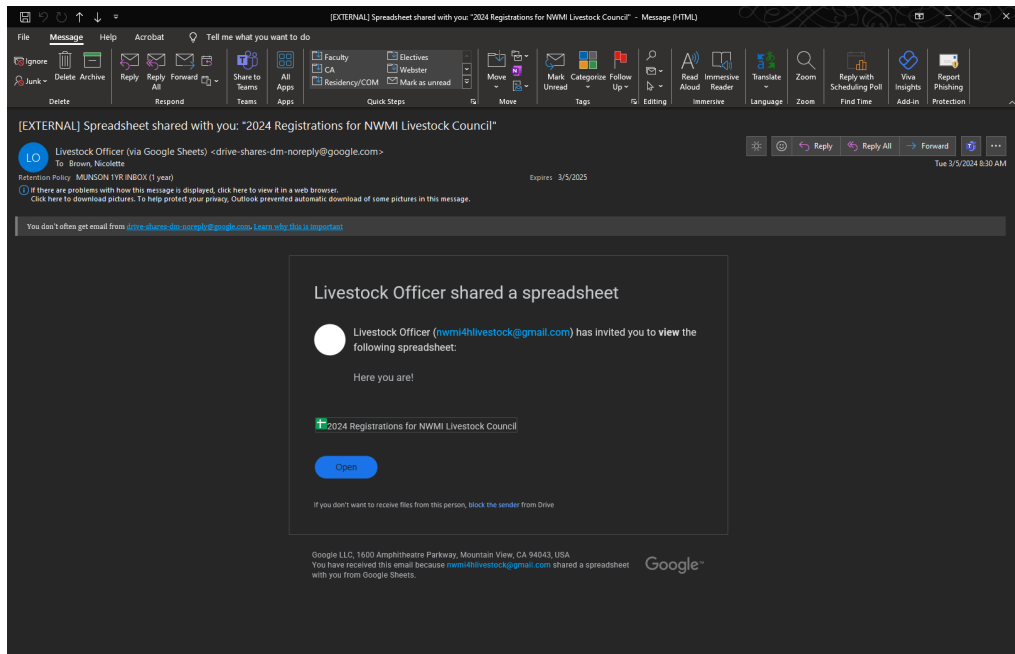 [EXTERNAL] Spreadsheet shared with you: "2024 Registrations for NWMI Livestock Council" - Message (HTML)
File Message Help Acrobat Tell me what you want to do
Ignore
Junk
Delete
Archive
Delete
Reply
Reply All
Forward
Respond
Share to Teams
Teams
All Apps
Apps
Faculty
CA
Residency/COM
Electives
Webster
Mark as unread
Quick Steps
Move
Move
Mark Unread
Categorize
Follow Up
Tags
Editing
Read Aloud
Immersive Reader
Immersive
Translate
Language
Zoom
Zoom
Reply with Scheduling Poll
Find Time
Viva Insights
Add-in
Report Phishing
Protection
[EXTERNAL] Spreadsheet shared with you: "2024 Registrations for NWMI Livestock Council"
LO
Livestock Officer (via Google Sheets) <drive-shares-dm-noreply@google.com>
To Brown, Nicolette
Reply Reply All Forward
Tue 3/5/2024 8:30 AM
Retention Policy MUNSON 1YR INBOX (1 year)
Expires 3/5/2025
If there are problems with how this message is displayed, click here to view it in a web browser.
Click here to download pictures. To help protect your privacy, Outlook prevented automatic download of some pictures in this message.
You don't often get email from drive-shares-dm-noreply@google.com. Learn why this is important
Livestock Officer shared a spreadsheet
Livestock Officer (nwmi4hlivestock@gmail.com) has invited you to view the
following spreadsheet:
Here you are!
2024 Registrations for NWMI Livestock Council
Open
If you don't want to receive files from this person, block the sender from Drive
Google LLC, 1600 Amphitheatre Parkway, Mountain View, CA 94043, USA
You have received this email because nwmi4hlivestock@gmail.com shared a spreadsheet
with you from Google Sheets.
Google™